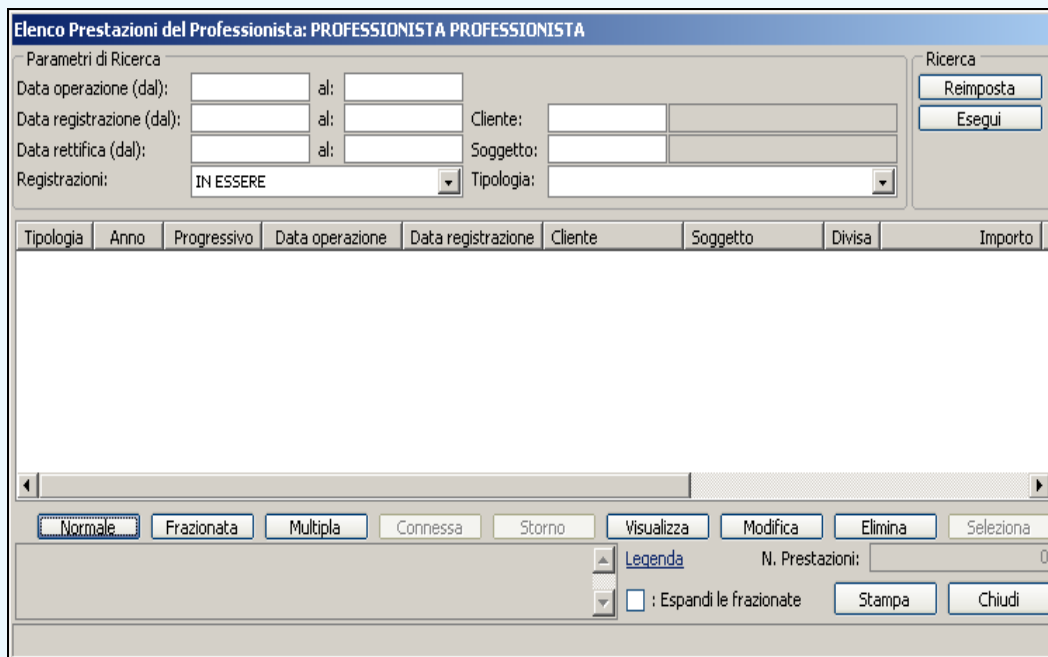 Elenco Prestazioni del Professionista: PROFESSIONISTA PROFESSIONISTA
Parametri di Ricerca
Ricerca
Data operazione (dal):
al:
Reimposta
Data registrazione (dal):
al:
Cliente:
Esegui
Data rettifica (dal):
al:
Soggetto:
Registrazioni:
IN ESSERE
Tipologia:
Tipologia Anno Progressivo Data operazione Data registrazione Cliente Soggetto Divisa Importo
Normale Frazionata Multipla Connessa Storno Visualizza Modifica Elimina Seleziona
Legenda
N. Prestazioni:
0
: Espandi le frazionate
Stampa
Chiudi